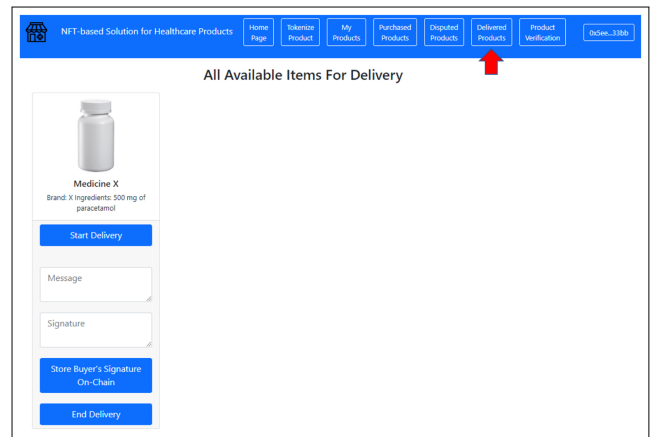 NFT-based Solution for Healthcare Products
Home
Page
Tokenize
Product
My
Products
Purchased
Products
Disputed
Products
Delivered
Products
Product
Verification
0x5ee...33bb
All Available Items For Delivery
Medicine X
Brand: X Ingredients: 500 mg of
paracetamol
Start Delivery
Message
Signature
Store Buyer's Signature
On-Chain
End Delivery